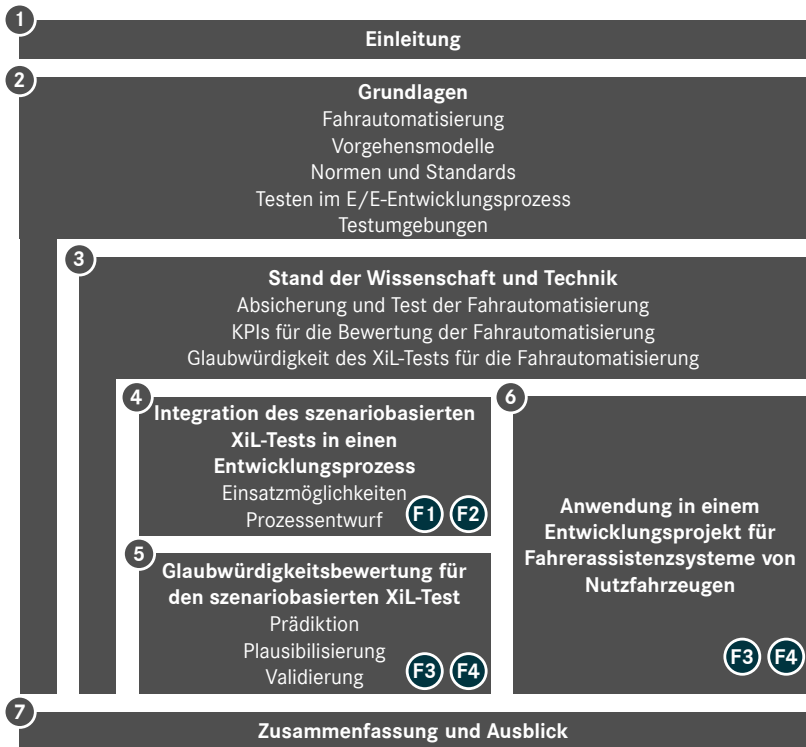 1
Einleitung
2
Grundlagen
Fahrautomatisierung
Vorgehensmodelle
Normen und Standards
Testen im E/E-Entwicklungsprozess
Testumgebungen
3
Stand der Wissenschaft und Technik
Absicherung und Test der Fahrautomatisierung
KPIs für die Bewertung der Fahrautomatisierung
Glaubwürdigkeit des XiL-Tests für die Fahrautomatisierung
4
Integration des szenariobasierten
XiL-Tests in einen
Entwicklungsprozess
Einsatzmöglichkeiten
Prozessentwurf
F1 F2
5
Glaubwürdigkeitsbewertung für
den szenariobasierten XiL-Test
Prädiktion
Plausibilisierung
Validierung
F3 F4
6
Anwendung in einem
Entwicklungsprojekt für
Fahrerassistenzsysteme von
Nutzfahrzeugen
F3 F4
7
Zusammenfassung und Ausblick